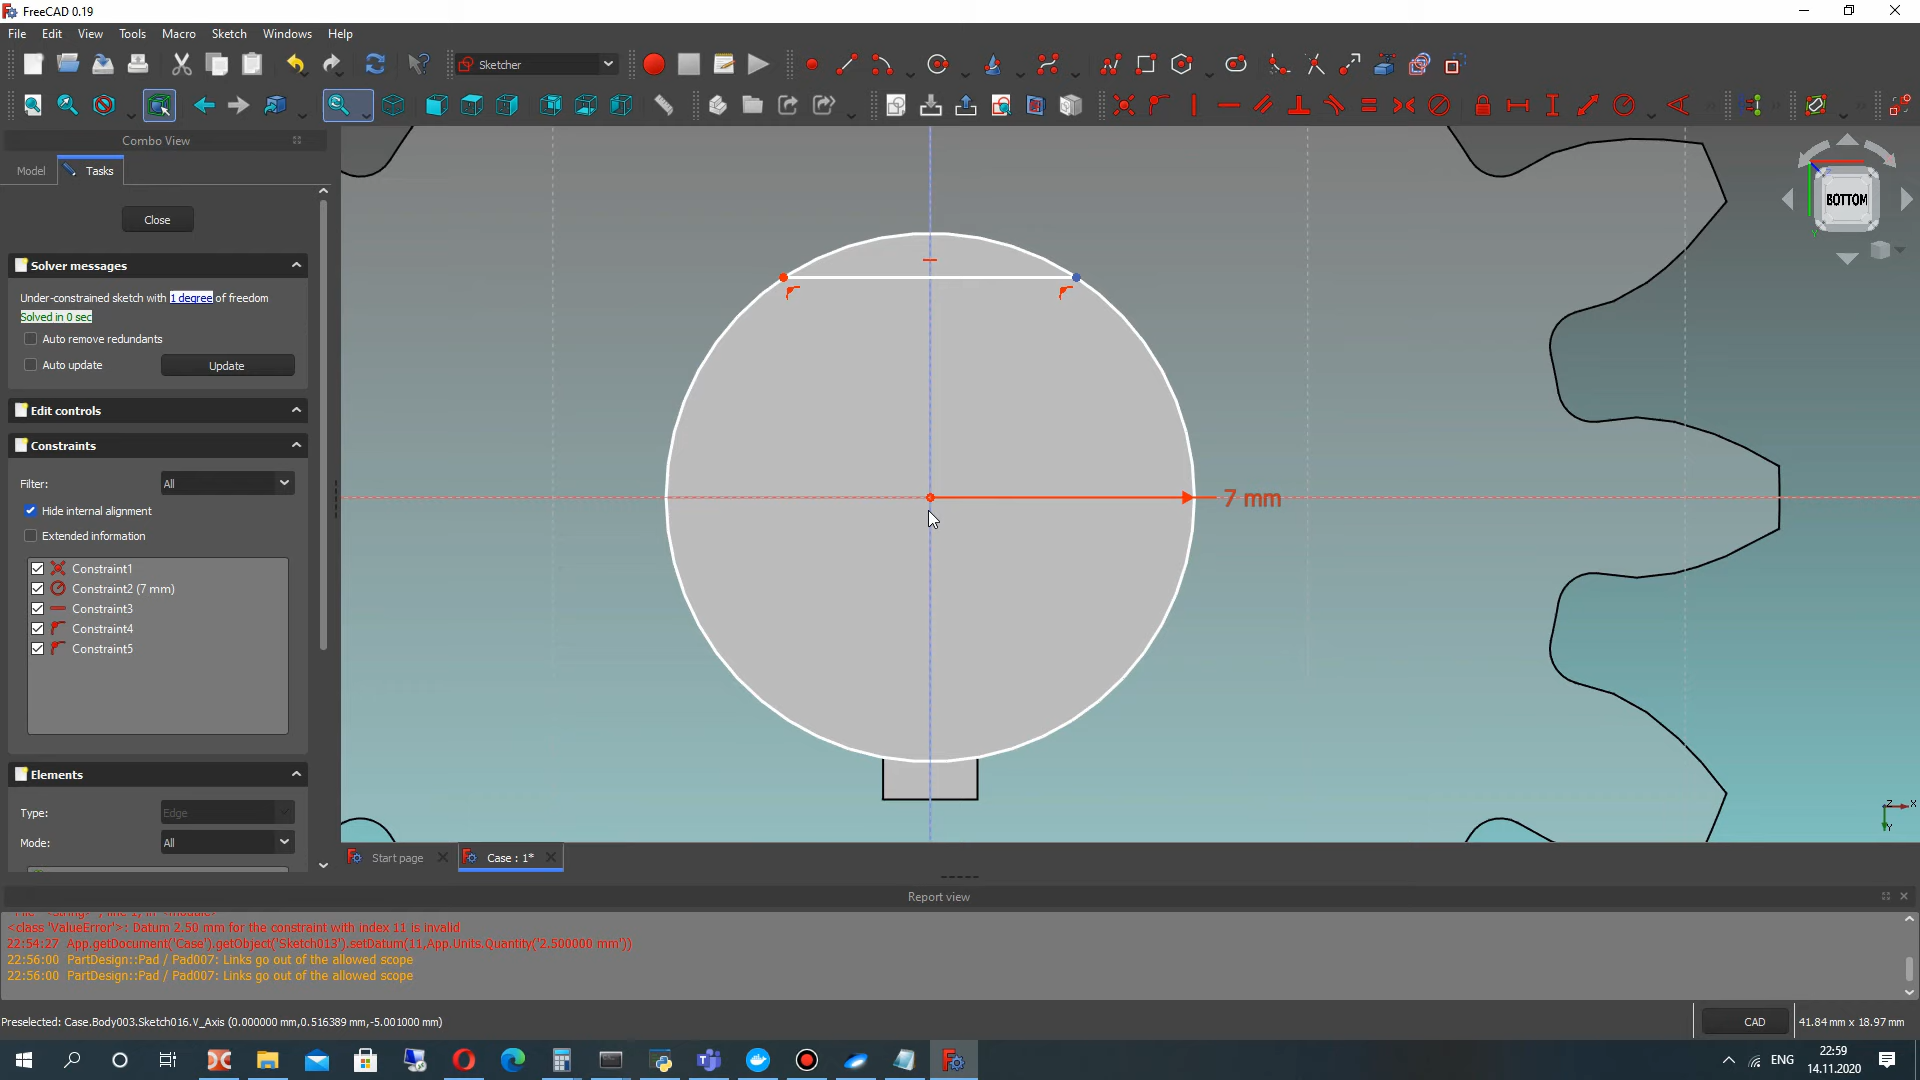 FreeCAD 0.19
File Edit View Tools Macro Sketch Windows Help
Sketcher
Combo View
Model Tasks
Close
Solver messages
Under-constrained sketch with 1 degree of freedom
Solved in 0 sec
Auto remove redundants
Auto update Update
Edit controls
Constraints
Filter: All
Hide internal alignment
Extended information
Constraint1
Constraint2 (7 mm)
Constraint3
Constraint4
Constraint5
Elements
Type: Edge
Mode: All
7 mm
BOTTOM
Y
Z X
Y
Start page Case : 1*
Report view
File "<string>", line 1, in <module>
<class 'ValueError'>: Datum 2.50 mm for the constraint with index 11 is invalid
22:54:27 App.getDocument('Case').getObject('Sketch013').setDatum(11,App.Units.Quantity('2.500000 mm'))
22:56:00 PartDesign::Pad / Pad007: Links go out of the allowed scope
22:56:00 PartDesign::Pad / Pad007: Links go out of the allowed scope
Preselected: Case.Body003.Sketch016.V_Axis (0.000000 mm,0.516389 mm,-5.001000 mm)
CAD 41.84 mm x 18.97 mm
ENG 22:59
14.11.2020